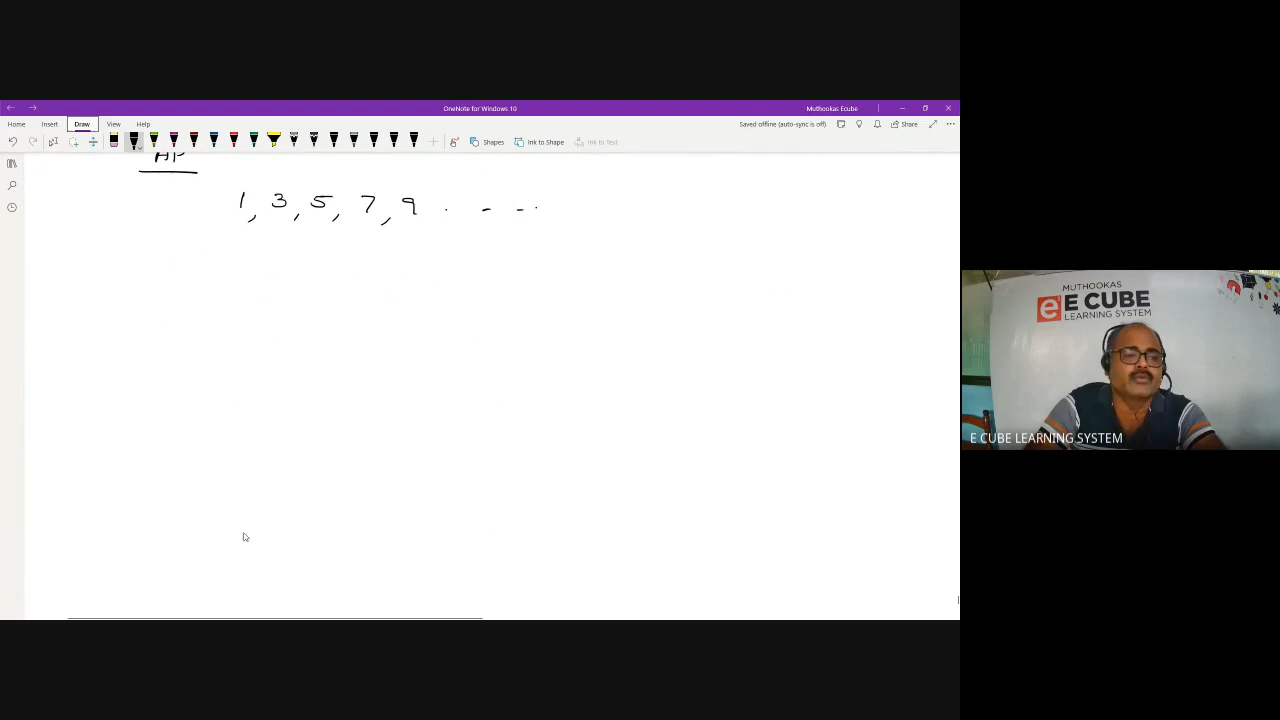 OneNote for Windows 10
Muthookas Ecube
Home Insert Draw View Help
Saved offline (auto-sync is off) Share
Shapes Ink to Shape Ink to Text
AP
1, 3, 5, 7, 9 . - - .
MUTHOOKAS
e³ E CUBE
LEARNING SYSTEM
E CUBE LEARNING SYSTEM